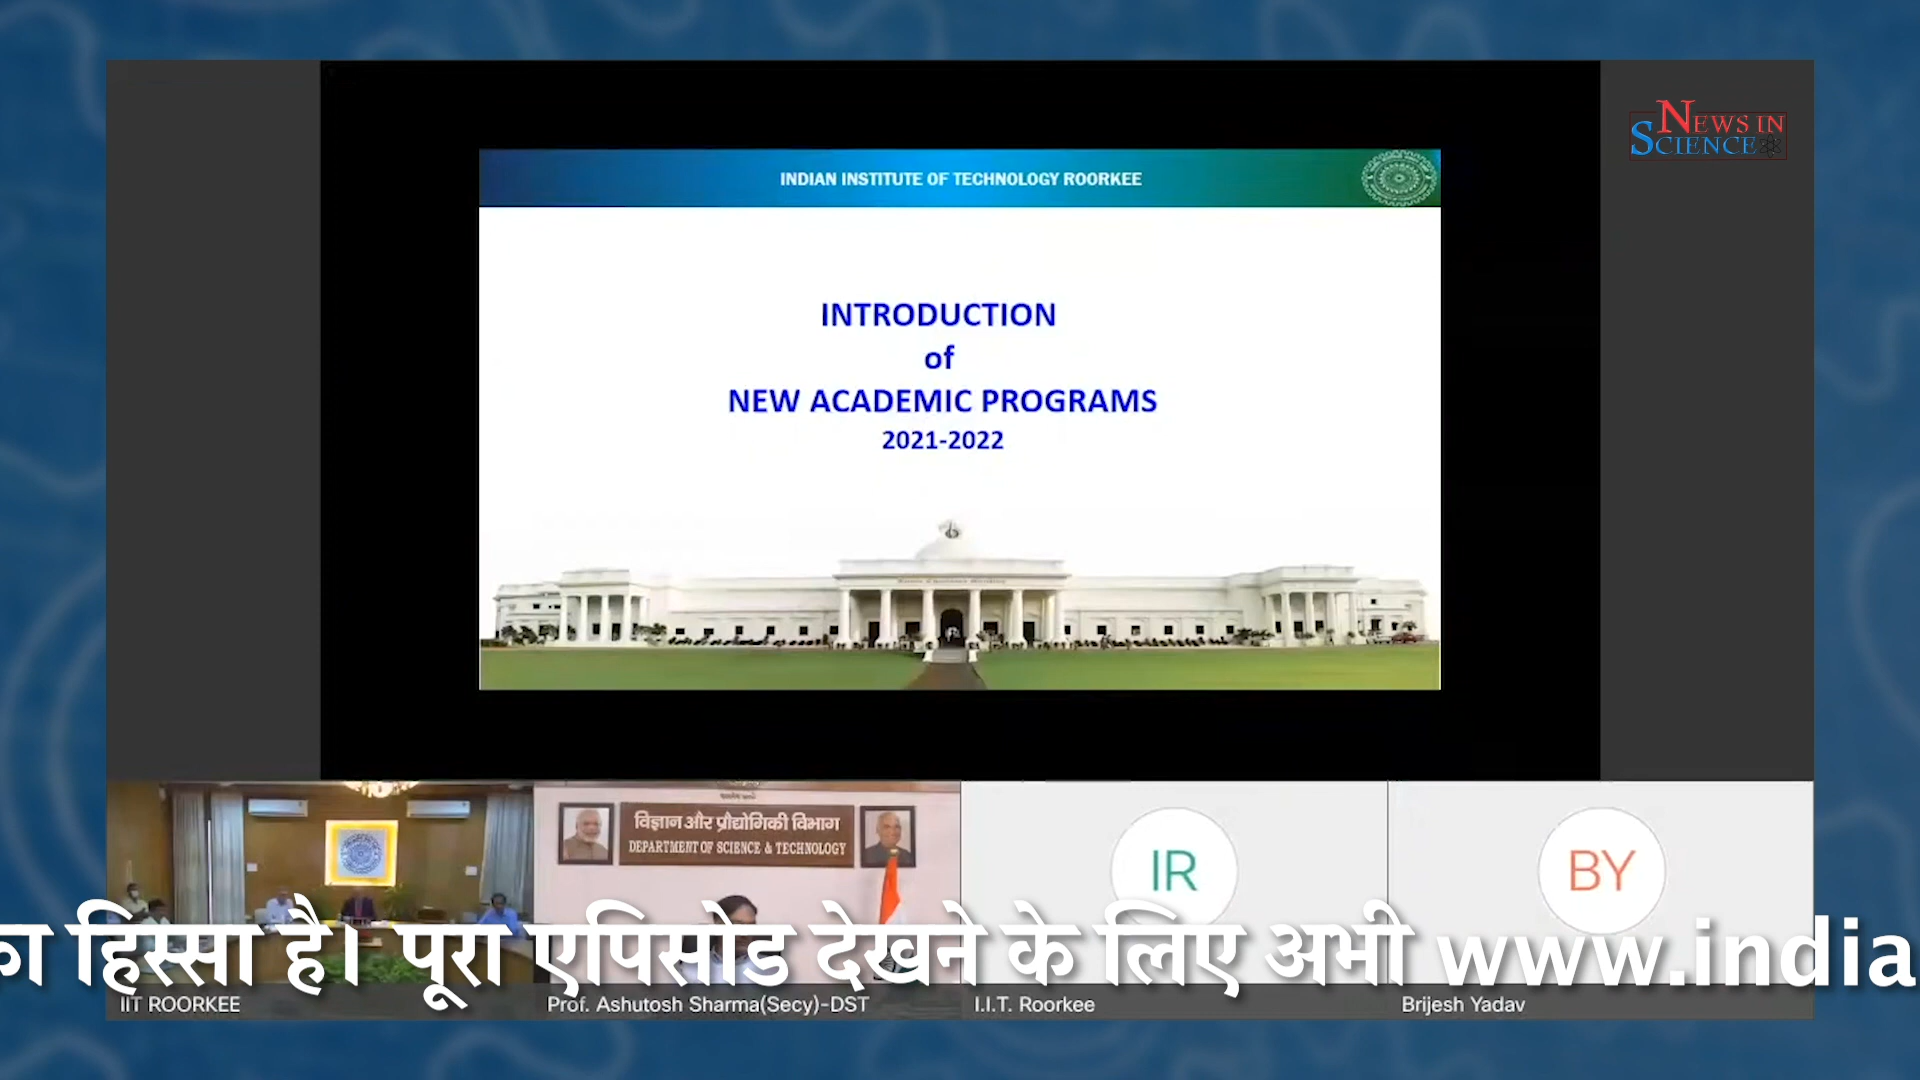 NEWS IN
SCIENCE
INDIAN INSTITUTE OF TECHNOLOGY ROORKEE
INTRODUCTION
of
NEW ACADEMIC PROGRAMS
2021-2022
विज्ञान और प्रौद्योगिकी विभाग
DEPARTMENT OF SCIENCE & TECHNOLOGY
IR
BY
का हिस्सा है। पूरा एपिसोड देखने के लिए अभी www.india
IIT ROORKEE
Prof. Ashutosh Sharma(Secy)-DST
I.I.T. Roorkee
Brijesh Yadav